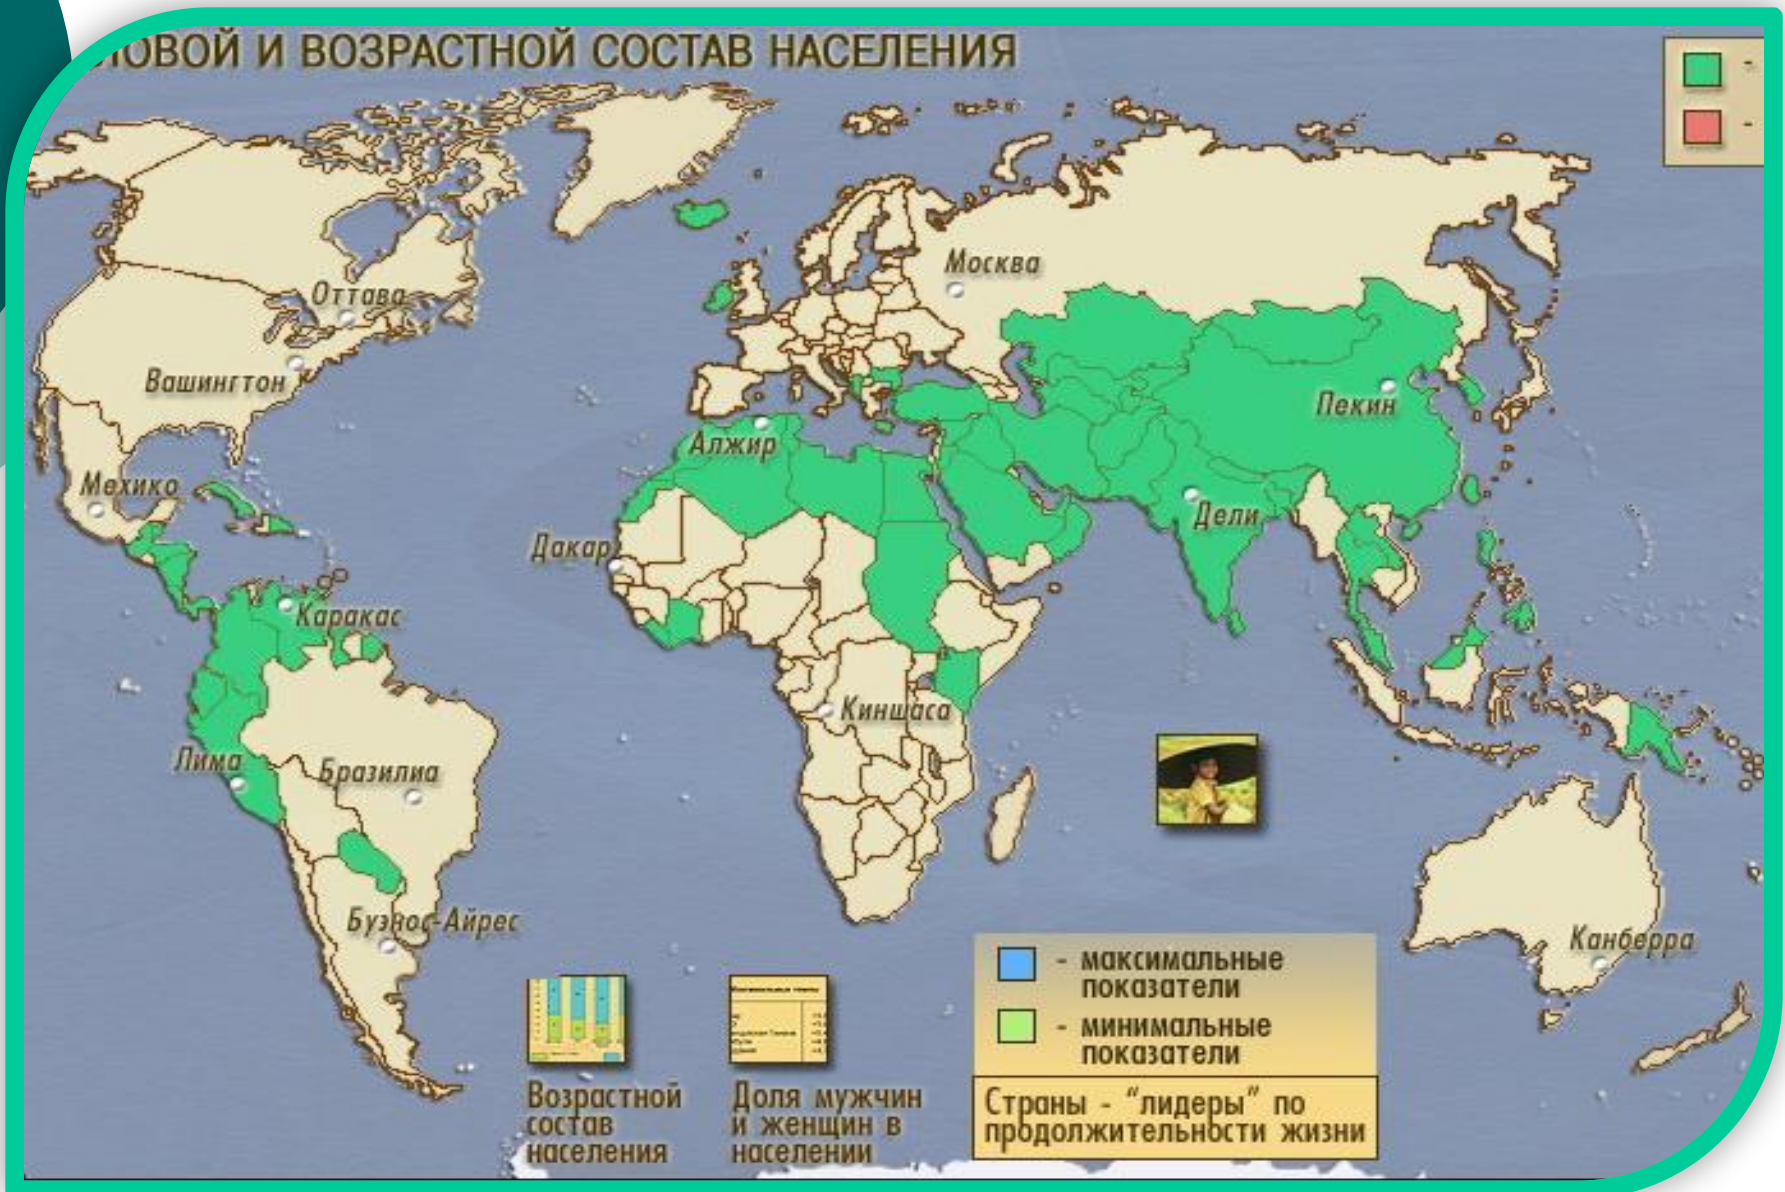 ПОЛОВОЙ И ВОЗРАСТНОЙ СОСТАВ НАСЕЛЕНИЯ
-
-
Москва
Оттава
Вашингтон
Пекин
Алжир
Мехико
Дели
Дакар
Каракас
Киншаса
Лима
Бразилиа
Буэнос-Айрес
Канберра
- максимальные
показатели
- минимальные
показатели
Страны - "лидеры" по
продолжительности жизни
Возрастной
состав
населения
Доля мужчин
и женщин в
населении